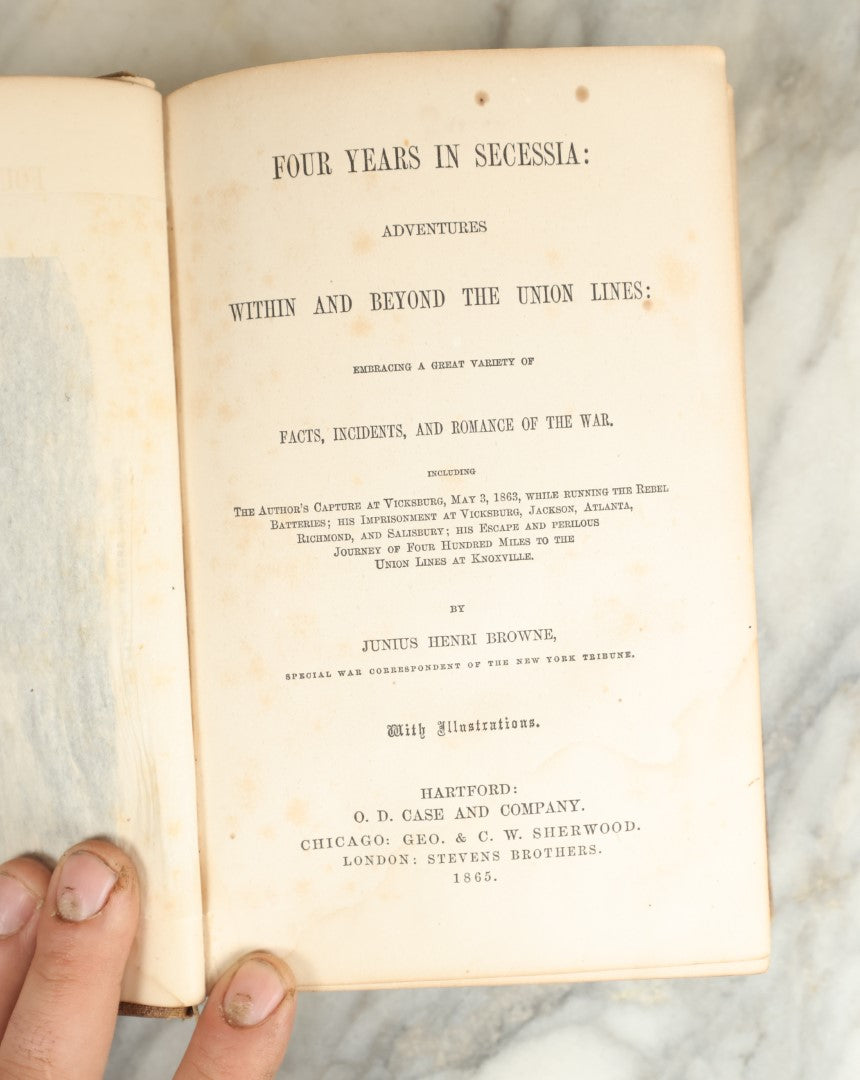 FOUR YEARS IN SECESSIA:
ADVENTURES
WITHIN AND BEYOND THE UNION LINES:
EMBRACING A GREAT VARIETY OF
FACTS, INCIDENTS, AND ROMANCE OF THE WAR.
INCLUDING
THE AUTHOR'S CAPTURE AT VICKSBURG, MAY 3, 1863, WHILE RUNNING THE REBEL
BATTERIES; HIS IMPRISONMENT AT VICKSBURG, JACKSON, ATLANTA,
RICHMOND, AND SALISBURY; HIS ESCAPE AND PERILOUS
JOURNEY OF FOUR HUNDRED MILES TO THE
UNION LINES AT KNOXVILLE.
BY
JUNIUS HENRI BROWNE,
SPECIAL WAR CORRESPONDENT OF THE NEW YORK TRIBUNE.
With Illustrations.
HARTFORD:
O. D. CASE AND COMPANY.
CHICAGO: GEO. & C. W. SHERWOOD.
LONDON: STEVENS BROTHERS.
1865.